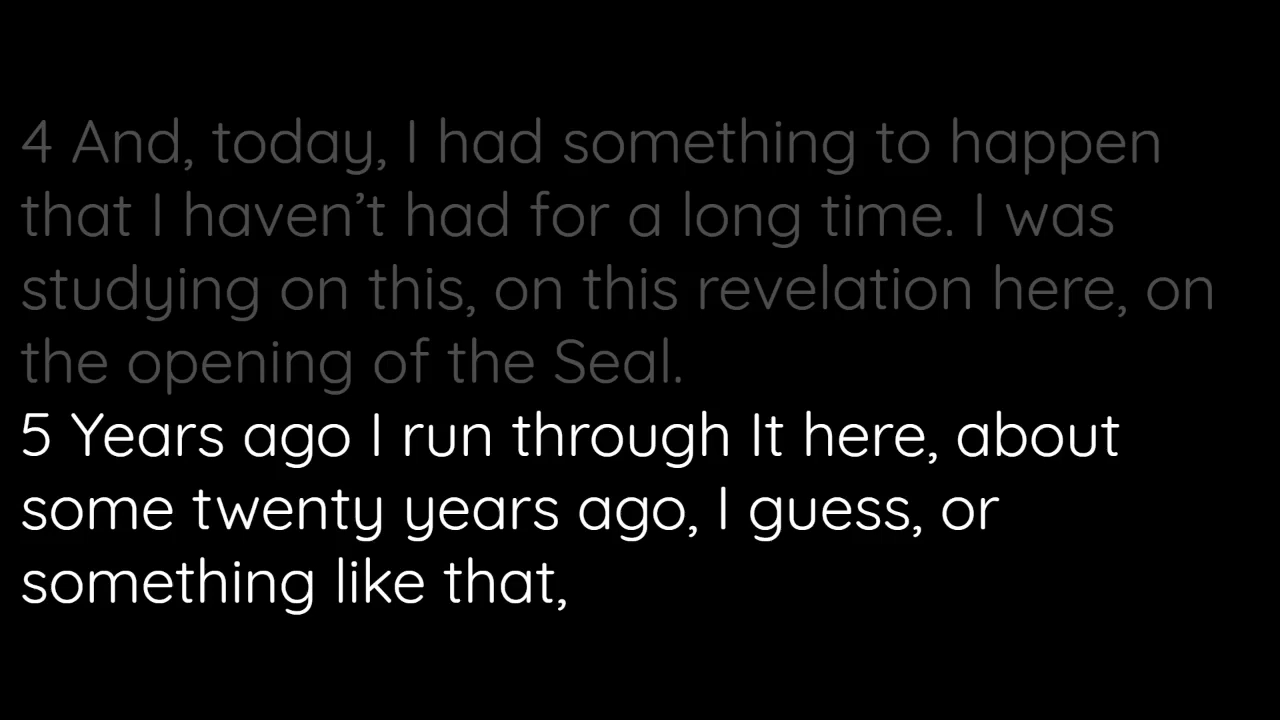 4 And, today, I had something to happen
that I haven’t had for a long time. I was
studying on this, on this revelation here, on
the opening of the Seal.
5 Years ago I run through It here, about
some twenty years ago, I guess, or
something like that,